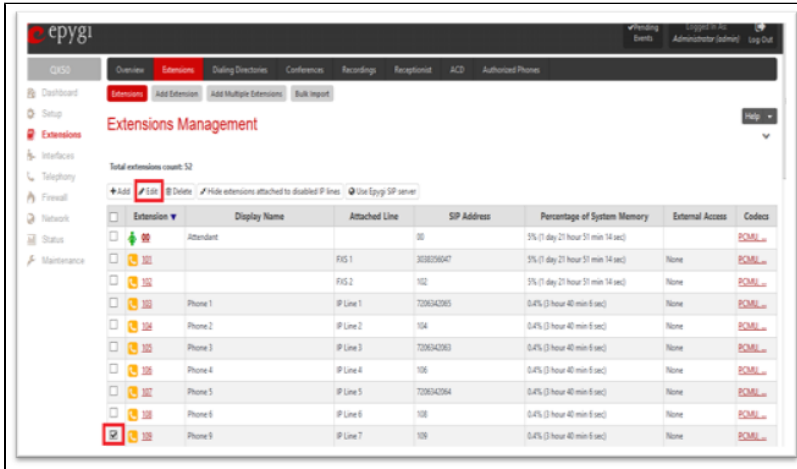 epygi
✔Pending Events
Logged In As: Administrator (admin)
Log Out
QX50
Overview Extensions Dialing Directories Conferences Recordings Receptionist ACD Authorized Phones
Dashboard
Setup
Extensions
Interfaces
Telephony
Firewall
Network
Status
Maintenance
Extensions Add Extension Add Multiple Extensions Bulk Import
Extensions Management
Help
Total extensions count: 52
+Add Edit Delete Hide extensions attached to disabled IP lines Use Epygi SIP server
Extension ▼ Display Name Attached Line SIP Address Percentage of System Memory External Access Codecs
00 Attendant 00 5% (1 day 21 hour 51 min 14 sec) PCMU, ...
101 FXS 1 3038356047 5% (1 day 21 hour 51 min 14 sec) None PCMU, ...
102 FXS 2 102 5% (1 day 21 hour 51 min 14 sec) None PCMU, ...
103 Phone 1 IP Line 1 7206342065 0.4% (3 hour 40 min 6 sec) None PCMU, ...
104 Phone 2 IP Line 2 104 0.4% (3 hour 40 min 6 sec) None PCMU, ...
105 Phone 3 IP Line 3 7206342063 0.4% (3 hour 40 min 6 sec) None PCMU, ...
106 Phone 4 IP Line 4 106 0.4% (3 hour 40 min 6 sec) None PCMU, ...
107 Phone 5 IP Line 5 7206342064 0.4% (3 hour 40 min 6 sec) None PCMU, ...
108 Phone 6 IP Line 6 108 0.4% (3 hour 40 min 6 sec) None PCMU, ...
109 Phone 9 IP Line 7 109 0.4% (3 hour 40 min 6 sec) None PCMU, ...